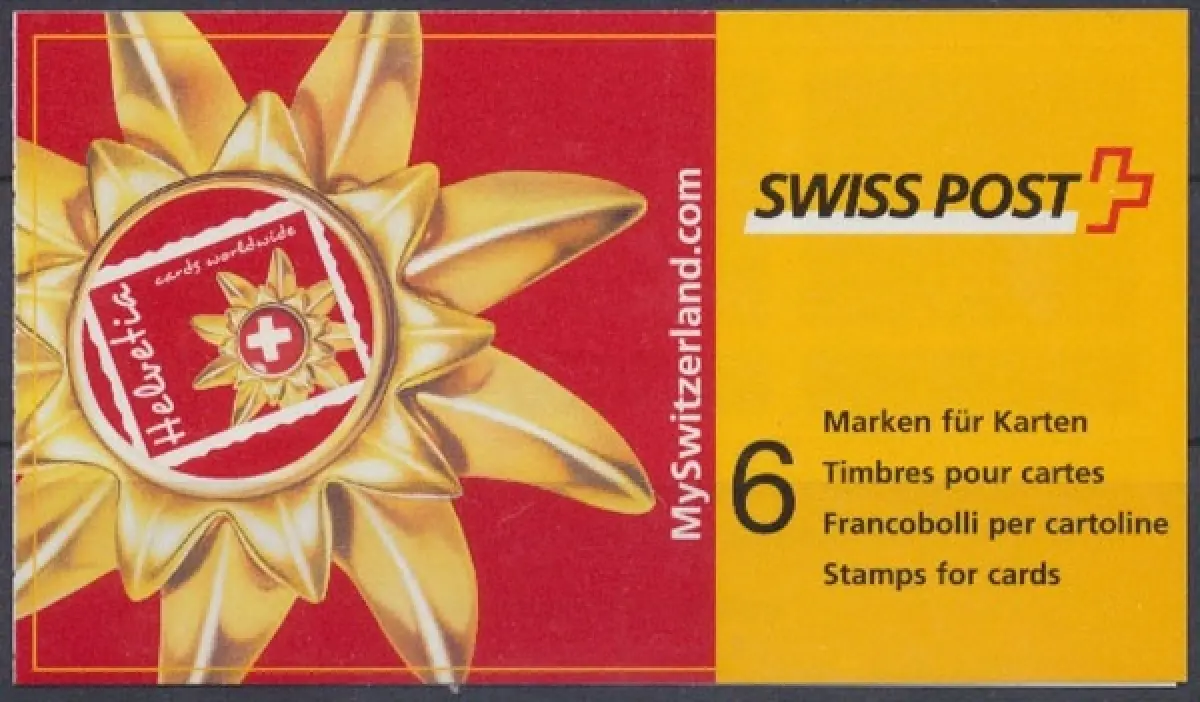 Helvetia
cards worldwide
MySwitzerland.com
SWISS POST
6
Marken für Karten
Timbres pour cartes
Francobolli per cartoline
Stamps for cards